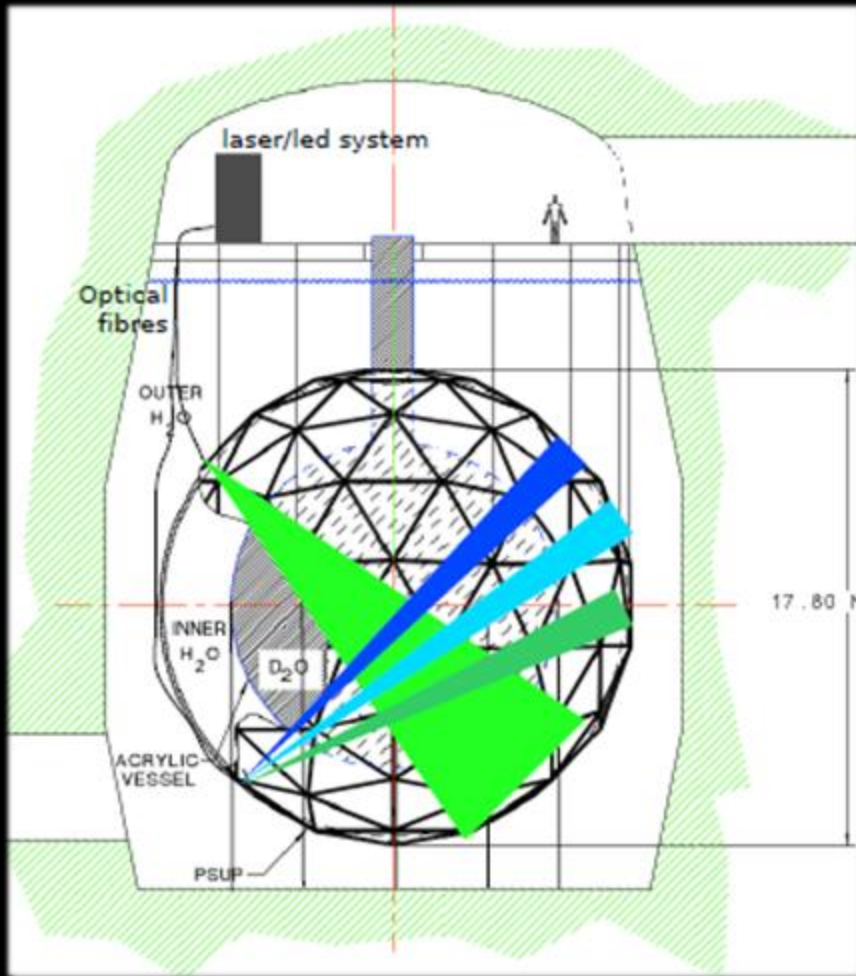 laser/led system
Optical
fibres
OUTER
H₂O
17.80
INNER
H₂O
D₂O
ACRYLIC
VESSEL
PSUP